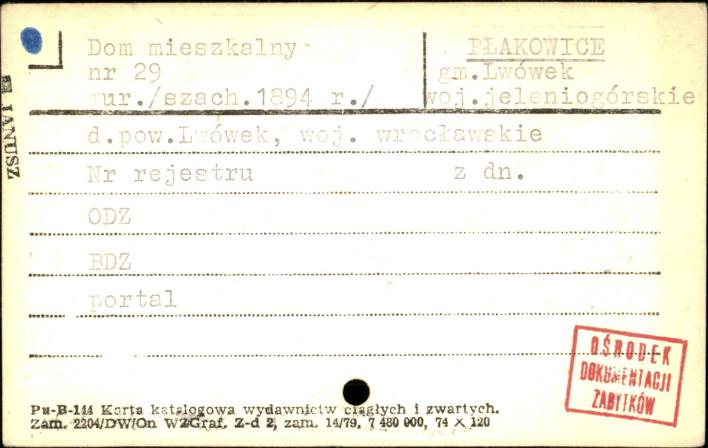 Dom mieszkalny
nr 29
mur./szach.1894 r./
PŁAKOWICE
gm.Lwówek
woj.jeleniogórskie
d.pow.Lwówek, woj. wrocławskie
Nr rejestru z dn.
ODZ
BDZ
portal
JANUSZ
OŚRODEK
DOKUMENTACJI
ZABYTKÓW
Pu-B-144 Karta katalogowa wydawnictw ciągłych i zwartych.
Zam. 2204/DW/On WZGraf. Z-d 2, zam. 14/79, 7 480 000, 74 X 120